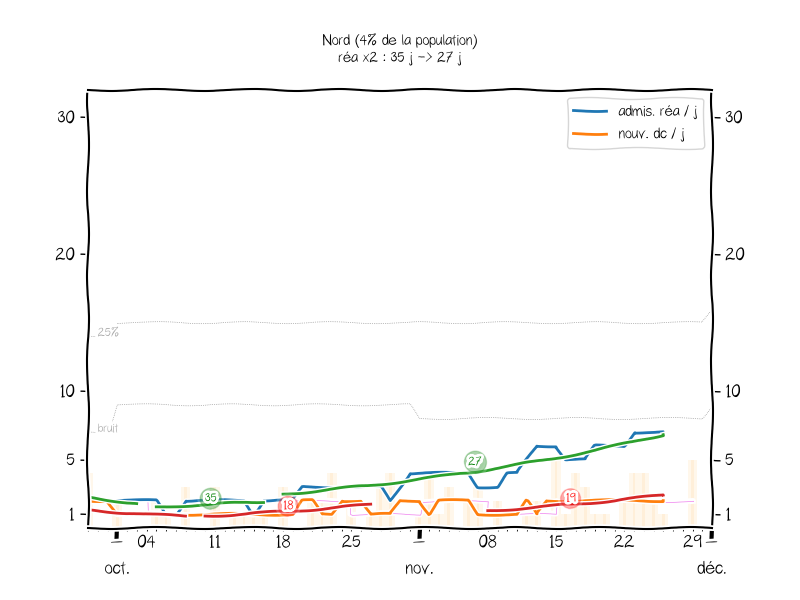 Nord (4% de la population)
réa x2 : 35 j -> 27 j
admis. réa / j
nouv. dc / j
30
30
20
20
25%
10
10
bruit
5
5
27
35
18
19
1
1
04
11
18
25
08
15
22
29
oct.
nov.
déc.